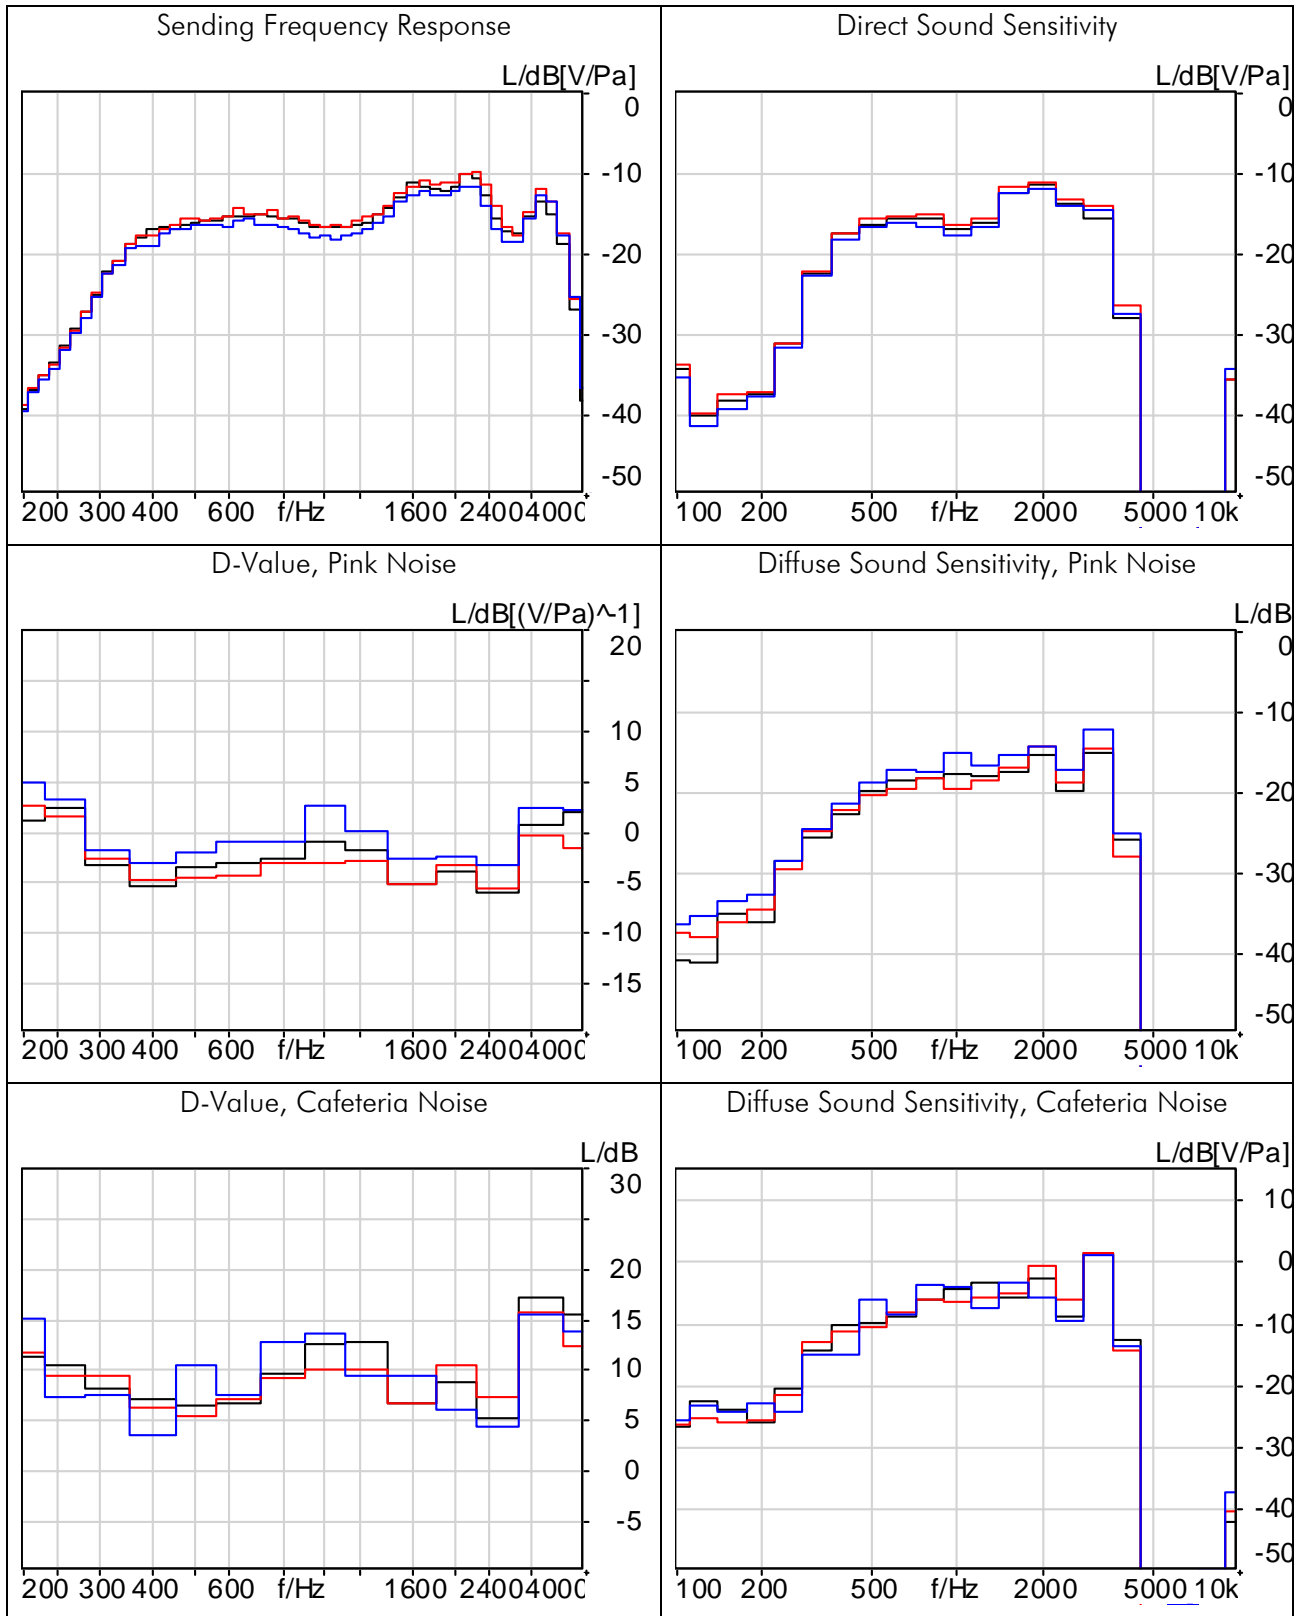 Sending Frequency Response
L/dB[V/Pa]
0
-10
-20
-30
-40
-50
200 300 400 600 f/Hz 1600 2400 4000
Direct Sound Sensitivity
L/dB[V/Pa]
0
-10
-20
-30
-40
-50
100 200 500 f/Hz 2000 5000 10k
D-Value, Pink Noise
L/dB[(V/Pa)^-1]
20
10
5
0
-5
-10
-15
200 300 400 600 f/Hz 1600 2400 4000
Diffuse Sound Sensitivity, Pink Noise
L/dB
0
-10
-20
-30
-40
-50
100 200 500 f/Hz 2000 5000 10k
D-Value, Cafeteria Noise
L/dB
30
20
15
10
5
0
-5
200 300 400 600 f/Hz 1600 2400 4000
Diffuse Sound Sensitivity, Cafeteria Noise
L/dB[V/Pa]
10
0
-10
-20
-30
-40
-50
100 200 500 f/Hz 2000 5000 10k